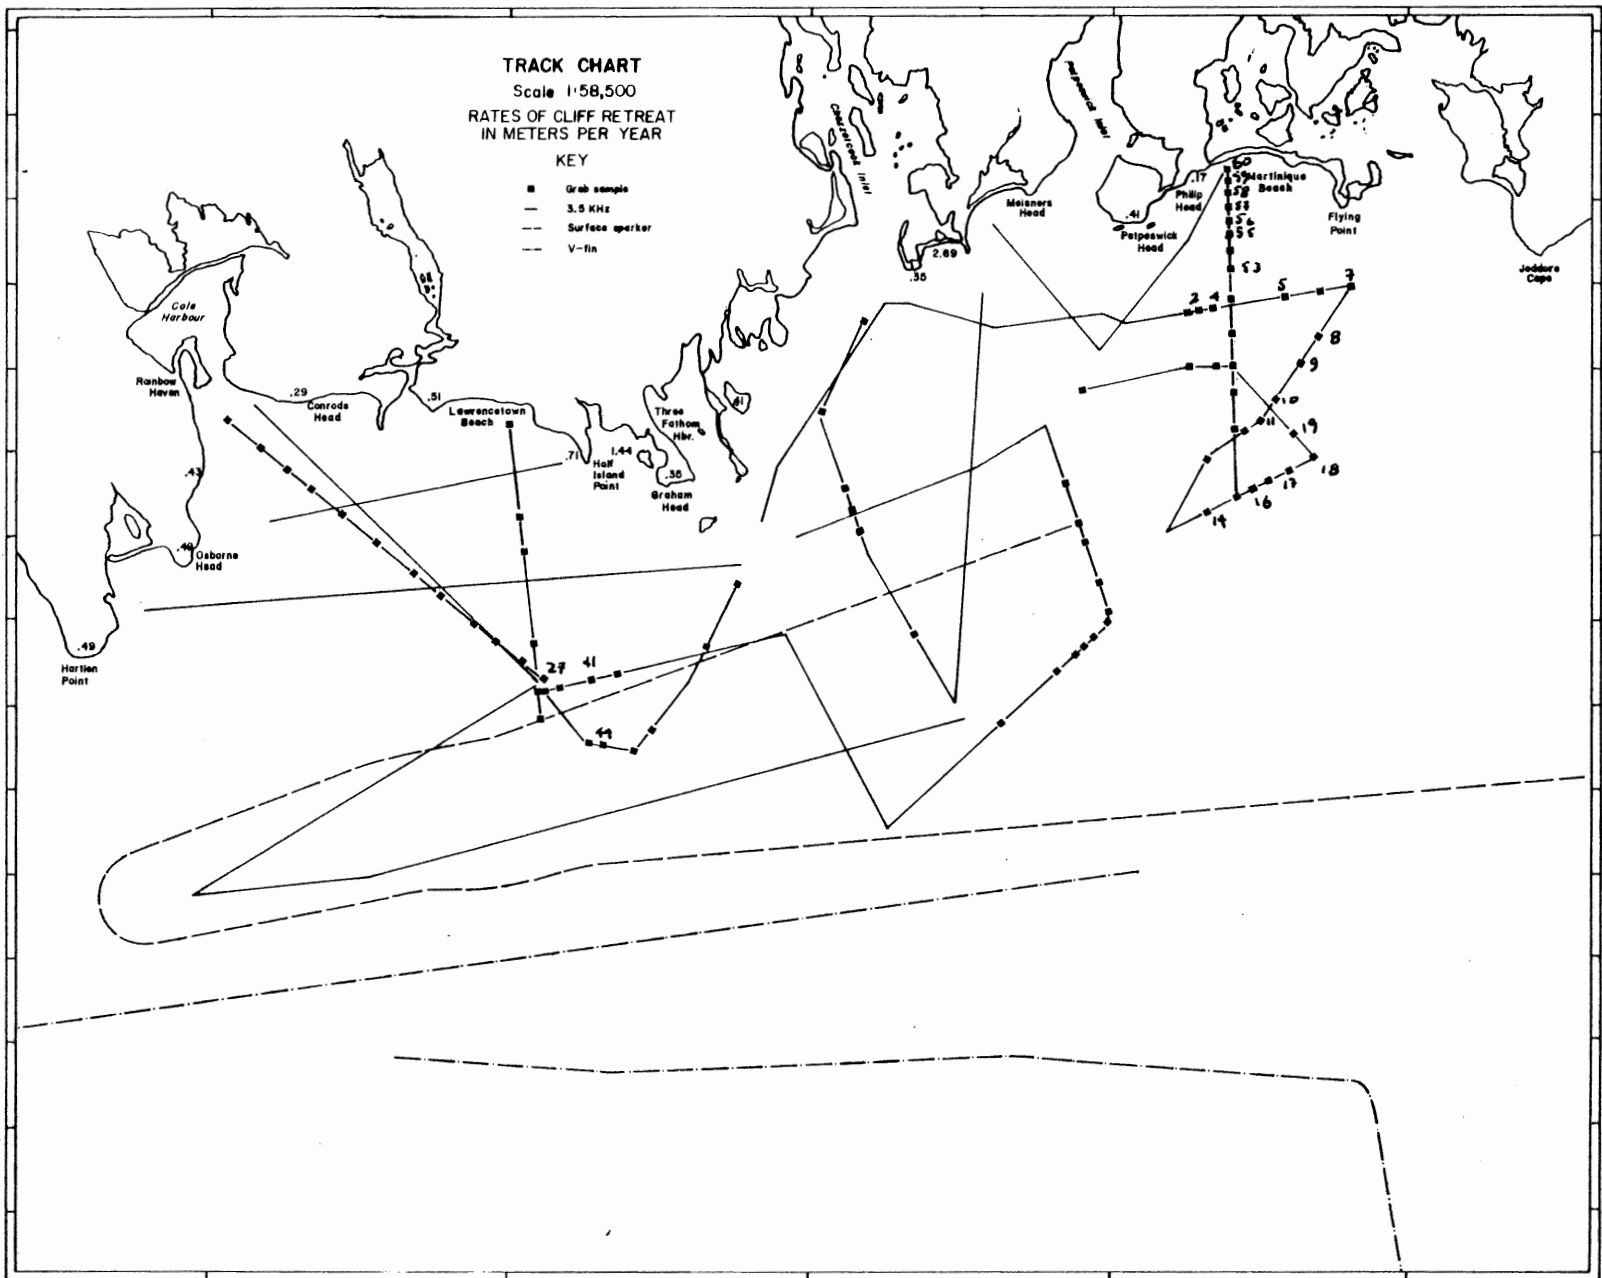 TRACK CHART
Scale 1:58,500
RATES OF CLIFF RETREAT
IN METERS PER YEAR
KEY
Grab sample
3.5 KHz
Surface sparker
V-fin
Chezzetcook Inlet
Petpeswick Inlet
Meisners
Head
.17
Philip
Head
.41
Petpeswick
Head
Martinique
Beach
Flying
Point
Jeddore
Cape
2.69
.35
Cole
Harbour
Rainbow
Haven
.29
Conrods
Head
.51
Lawrencetown
Beach
.71
Half
Island
Point
1.44
Three
Fathom
Hbr.
.41
.35
Graham
Head
.43
.40
Osborne
Head
.49
Hartlen
Point
60
59
58
57
56
55
53
2
4
5
7
8
9
10
11
19
18
17
16
14
27
41
44